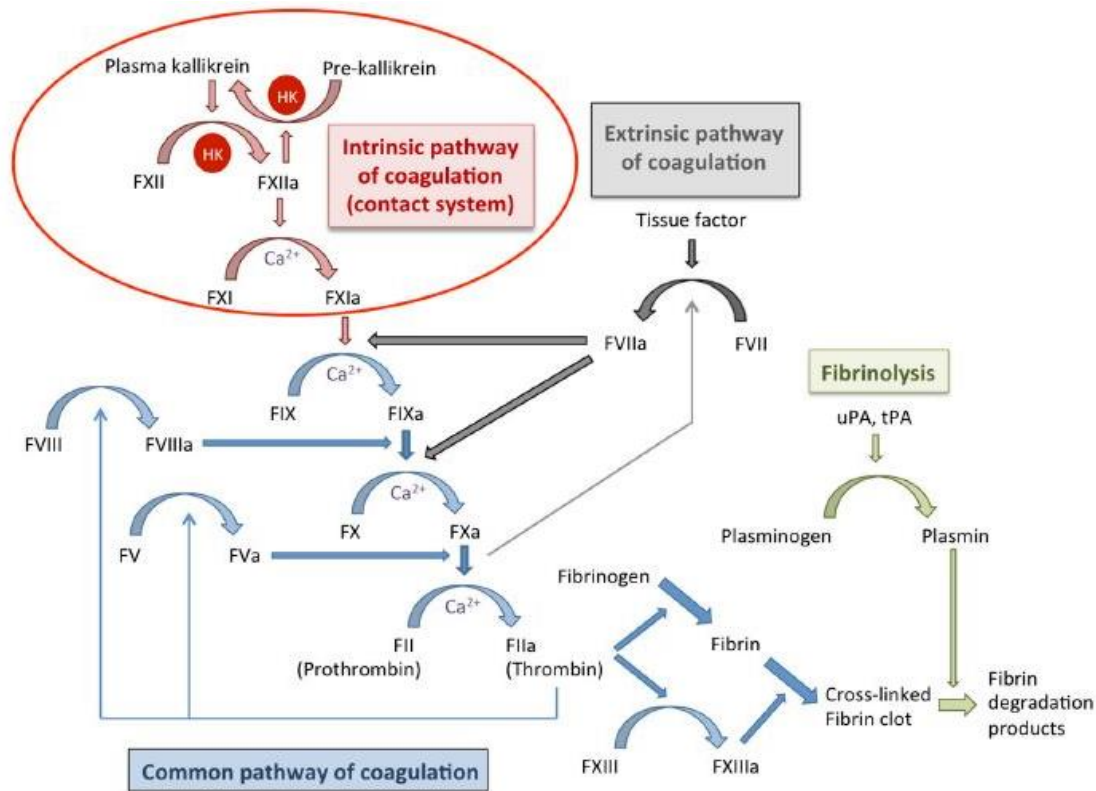 Plasma kallikrein
Pre-kallikrein
HK
HK
FXII
FXIIa
Intrinsic pathway
of coagulation
(contact system)
Ca²⁺
FXI
FXIa
Extrinsic pathway
of coagulation
Tissue factor
FVIIa
FVII
Ca²⁺
FIX
FIXa
FVIII
FVIIIa
Ca²⁺
FX
FXa
FV
FVa
Ca²⁺
FII
(Prothrombin)
FIIa
(Thrombin)
Fibrinolysis
uPA, tPA
Plasminogen
Plasmin
Fibrinogen
Fibrin
Cross-linked
Fibrin clot
Fibrin
degradation
products
FXIII
FXIIIa
Common pathway of coagulation